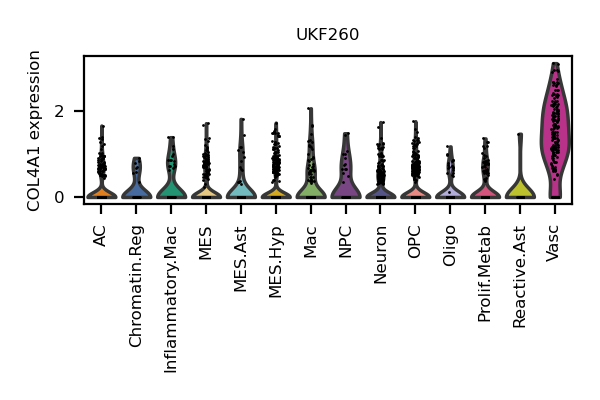 UKF260
COL4A1 expression
2
0
AC
Chromatin.Reg
Inflammatory.Mac
MES
MES.Ast
MES.Hyp
Mac
NPC
Neuron
OPC
Oligo
Prolif.Metab
Reactive.Ast
Vasc